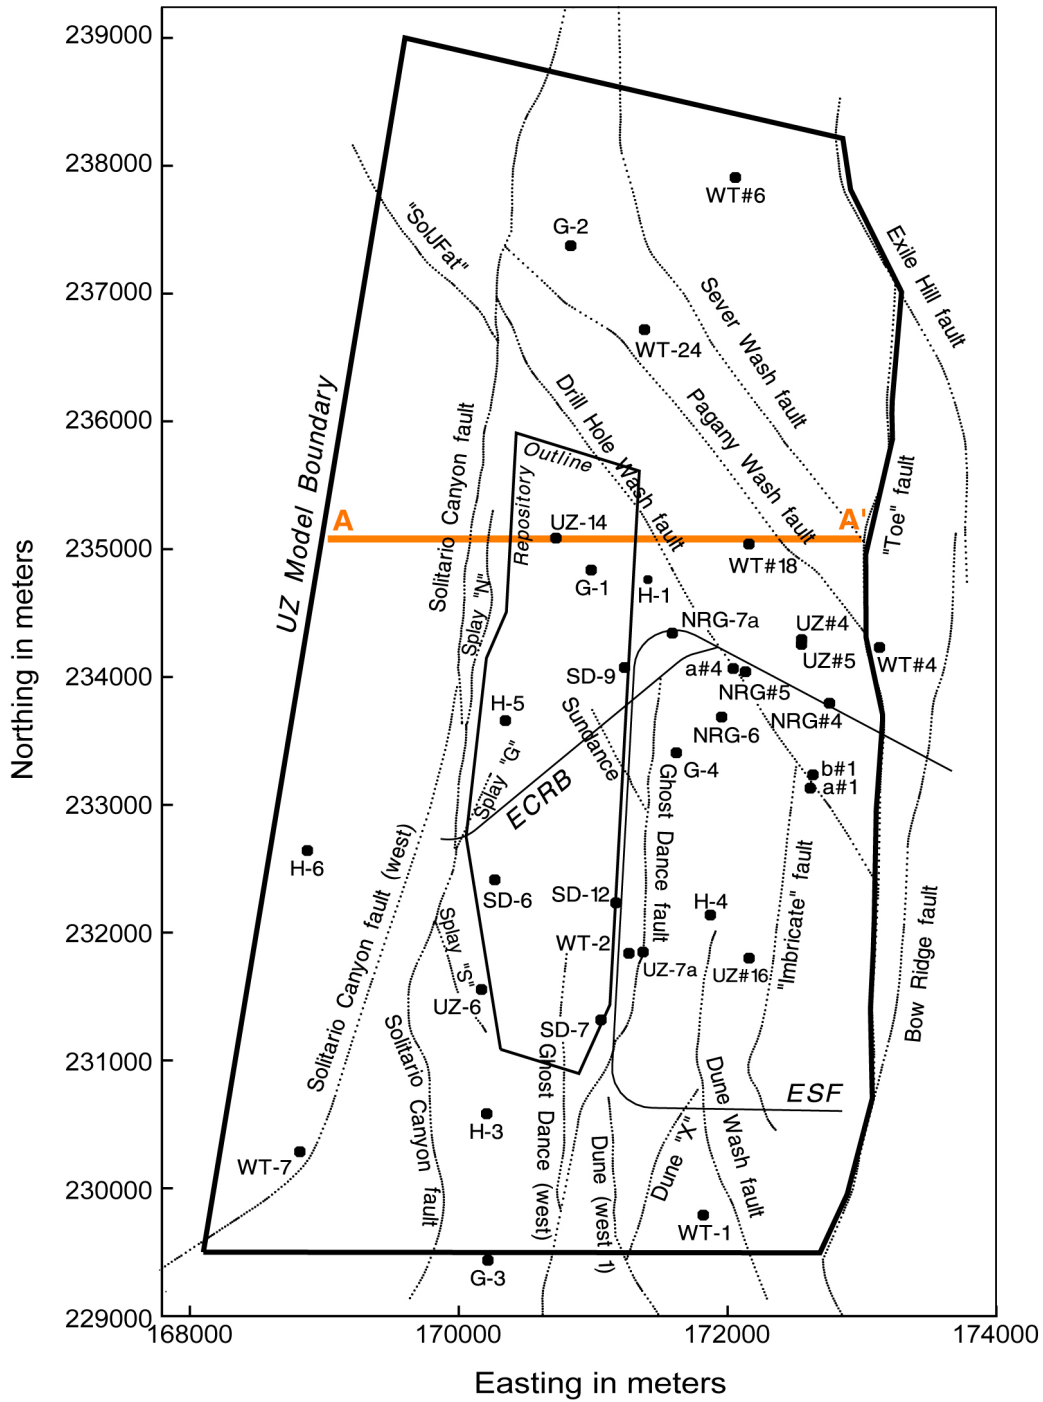 239000
238000
237000
236000
235000
234000
233000
232000
231000
230000
229000
168000
170000
172000
174000
Northing in meters
Easting in meters
UZ Model Boundary
"SolJFat"
G-2
WT#6
WT-24
Exile Hill fault
Sever Wash fault
Pagany Wash fault
Drill Hole Wash fault
Solitario Canyon fault
Repository
Outline
"Toe" fault
A
A'
UZ-14
WT#18
G-1
H-1
Splay "N"
NRG-7a
UZ#4
UZ#5
WT#4
SD-9
a#4
NRG#5
NRG#4
H-5
NRG-6
Sundance
G-4
Splay "G"
ECRB
Ghost Dance fault
b#1
a#1
H-6
SD-6
SD-12
H-4
"Imbricate" fault
Solitario Canyon fault (west)
Splay "S"
WT-2
UZ-7a
UZ#16
Bow Ridge fault
UZ-6
SD-7
Solitario Canyon fault
Ghost Dance (west)
Dune Wash fault
ESF
H-3
Dune "X"
Dune (west 1)
WT-7
WT-1
G-3